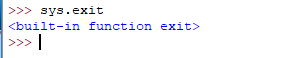 >>> sys.exit
<built-in function exit>
>>>